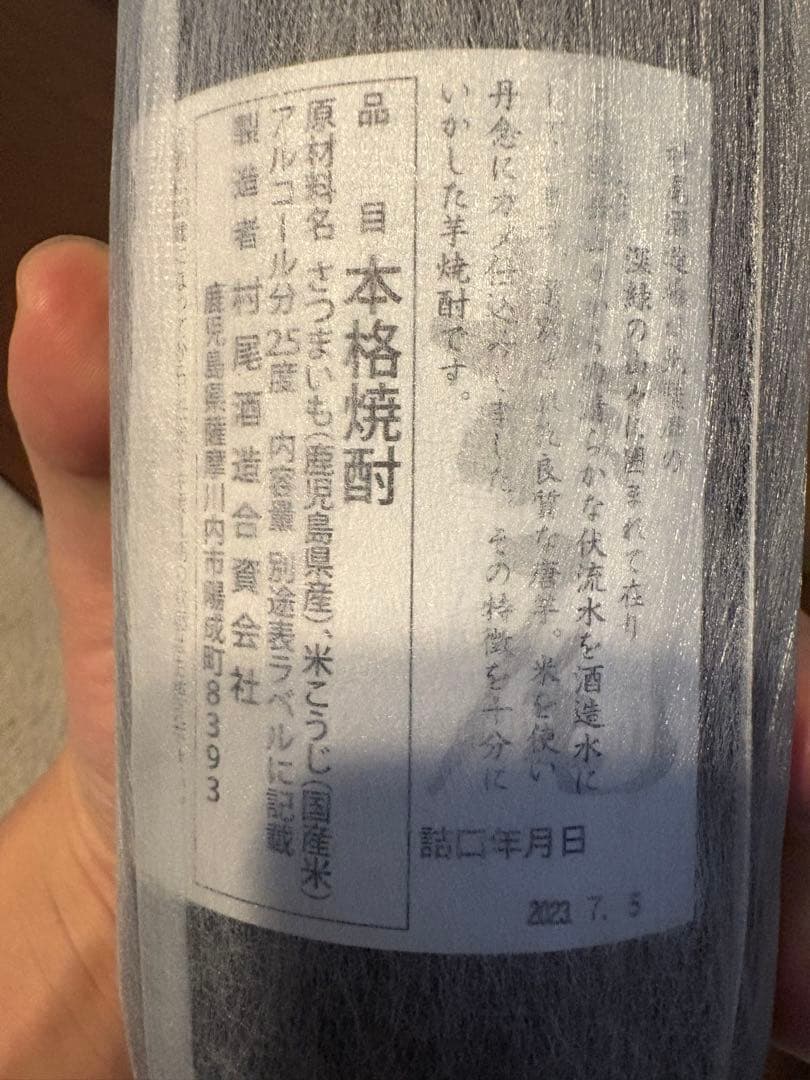 深緑の山々に囲まれて在り
らかな伏流水を酒造水に
良質な唐芋。米を使い
丹念にカメ仕込みしました。その特徴を十分に
いかした芋焼酎です。
詰口年月日
2023. 7. 5
品目 本格焼酎
原材料名 さつまいも(鹿児島県産)、米こうじ(国産米)
アルコール分25度 内容量 別途表ラベルに記載
製造者 村尾酒造合資会社
鹿児島県薩摩川内市陽成町8393